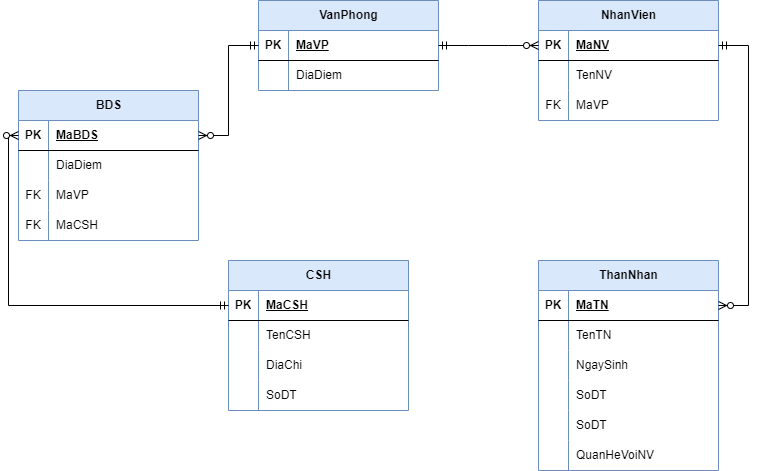 VanPhong
PK MaVP
DiaDiem
NhanVien
PK MaNV
TenNV
FK MaVP
BDS
PK MaBDS
DiaDiem
FK MaVP
FK MaCSH
CSH
PK MaCSH
TenCSH
DiaChi
SoDT
ThanNhan
PK MaTN
TenTN
NgaySinh
SoDT
SoDT
QuanHeVoiNV